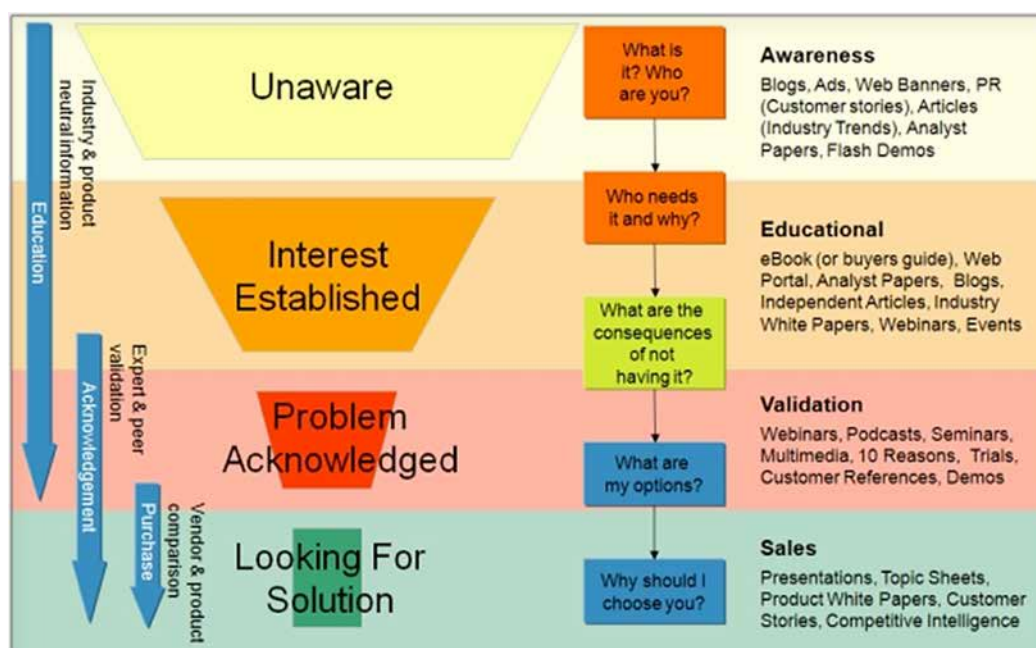 Industry & product
neutral information
Education
Expert & peer
validation
Acknowledgement
Vendor & product
comparison
Purchase
Unaware
Interest
Established
Problem
Acknowledged
Looking For
Solution
What is
it? Who
are you?
Who needs
it and why?
What are the
consequences
of not
having it?
What are
my options?
Why should I
choose you?
Awareness
Blogs, Ads, Web Banners, PR
(Customer stories), Articles
(Industry Trends), Analyst
Papers, Flash Demos
Educational
eBook (or buyers guide), Web
Portal, Analyst Papers, Blogs,
Independent Articles, Industry
White Papers, Webinars, Events
Validation
Webinars, Podcasts, Seminars,
Multimedia, 10 Reasons, Trials,
Customer References, Demos
Sales
Presentations, Topic Sheets,
Product White Papers, Customer
Stories, Competitive Intelligence